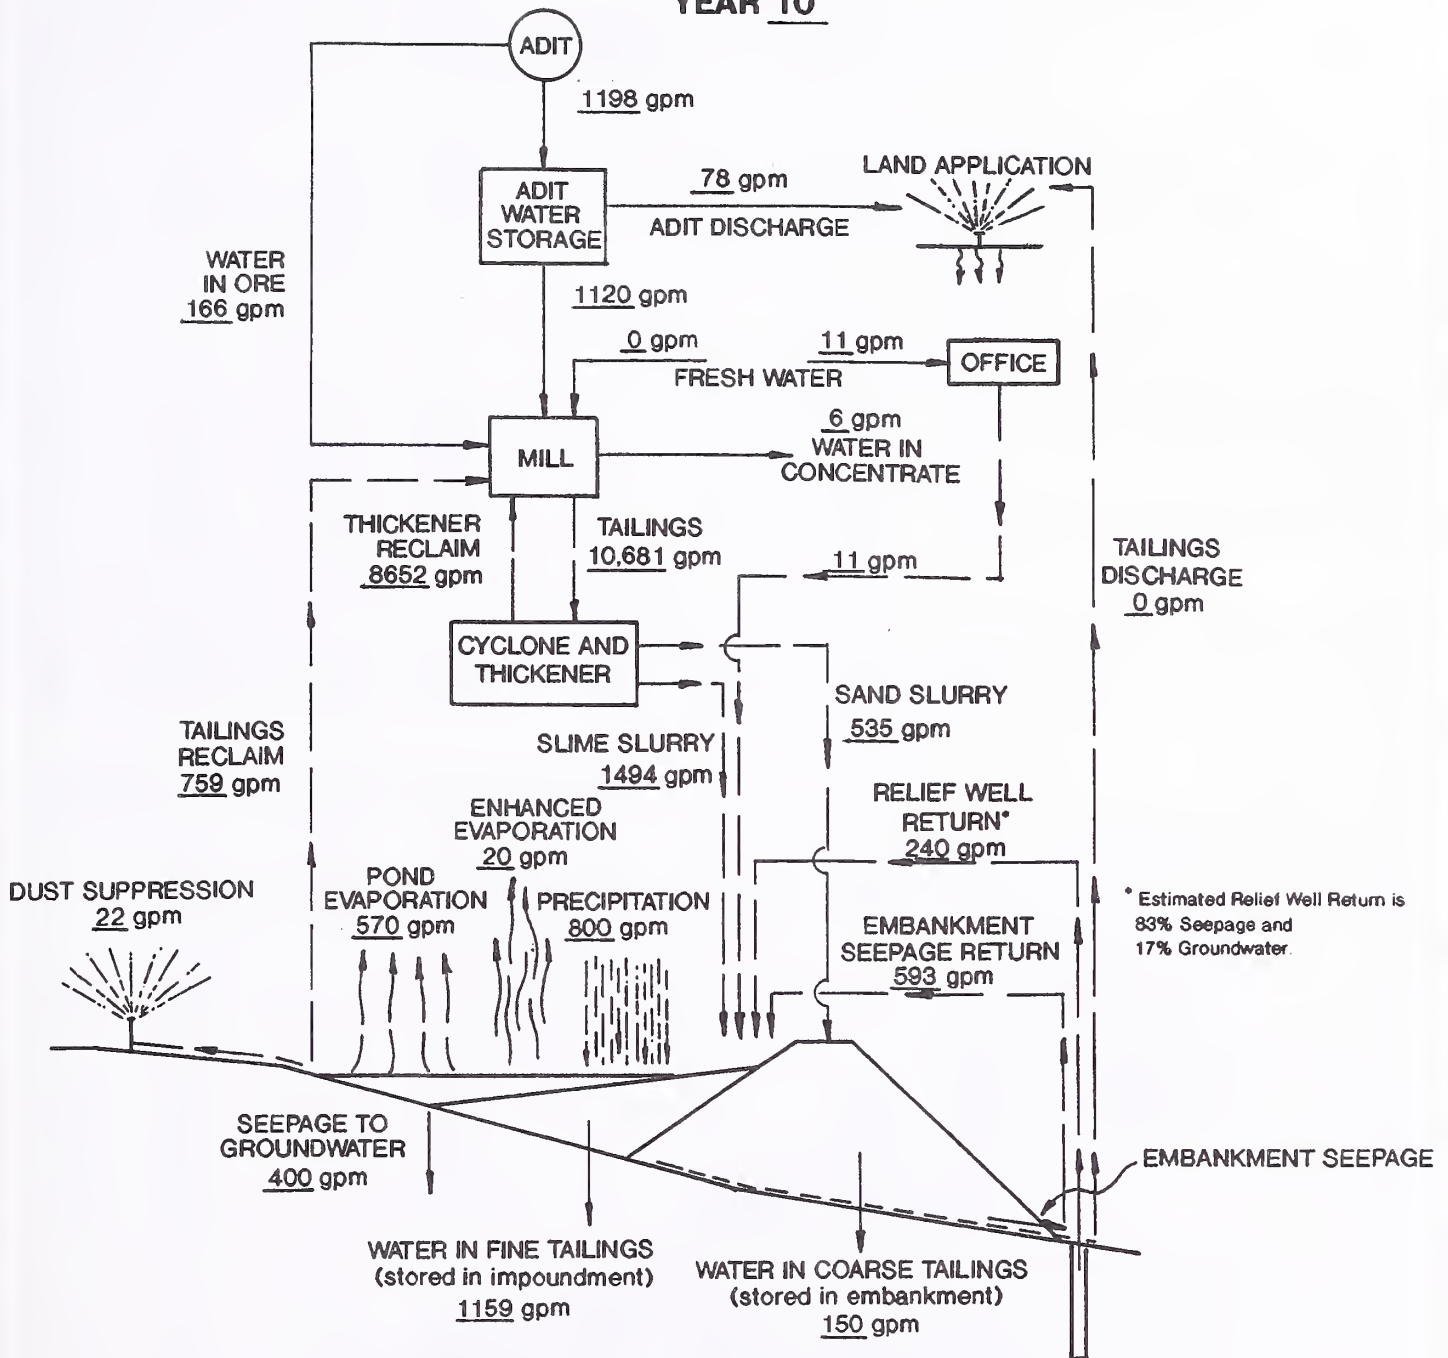 YEAR 10
ADIT
1198 gpm
LAND APPLICATION
78 gpm
ADIT
WATER
STORAGE
ADIT DISCHARGE
WATER
IN ORE
166 gpm
1120 gpm
0 gpm
11 gpm
OFFICE
FRESH WATER
6 gpm
WATER IN
CONCENTRATE
MILL
THICKENER
RECLAIM
8652 gpm
TAILINGS
10,681 gpm
11 gpm
TAILINGS
DISCHARGE
0 gpm
CYCLONE AND
THICKENER
SAND SLURRY
535 gpm
TAILINGS
RECLAIM
759 gpm
SLIME SLURRY
1494 gpm
RELIEF WELL
RETURN*
240 gpm
ENHANCED
EVAPORATION
20 gpm
DUST SUPPRESSION
22 gpm
POND
EVAPORATION
570 gpm
PRECIPITATION
800 gpm
* Estimated Relief Well Return is
83% Seepage and
17% Groundwater.
EMBANKMENT
SEEPAGE RETURN
593 gpm
SEEPAGE TO
GROUNDWATER
400 gpm
EMBANKMENT SEEPAGE
WATER IN FINE TAILINGS
(stored in impoundment)
1159 gpm
WATER IN COARSE TAILINGS
(stored in embankment)
150 gpm